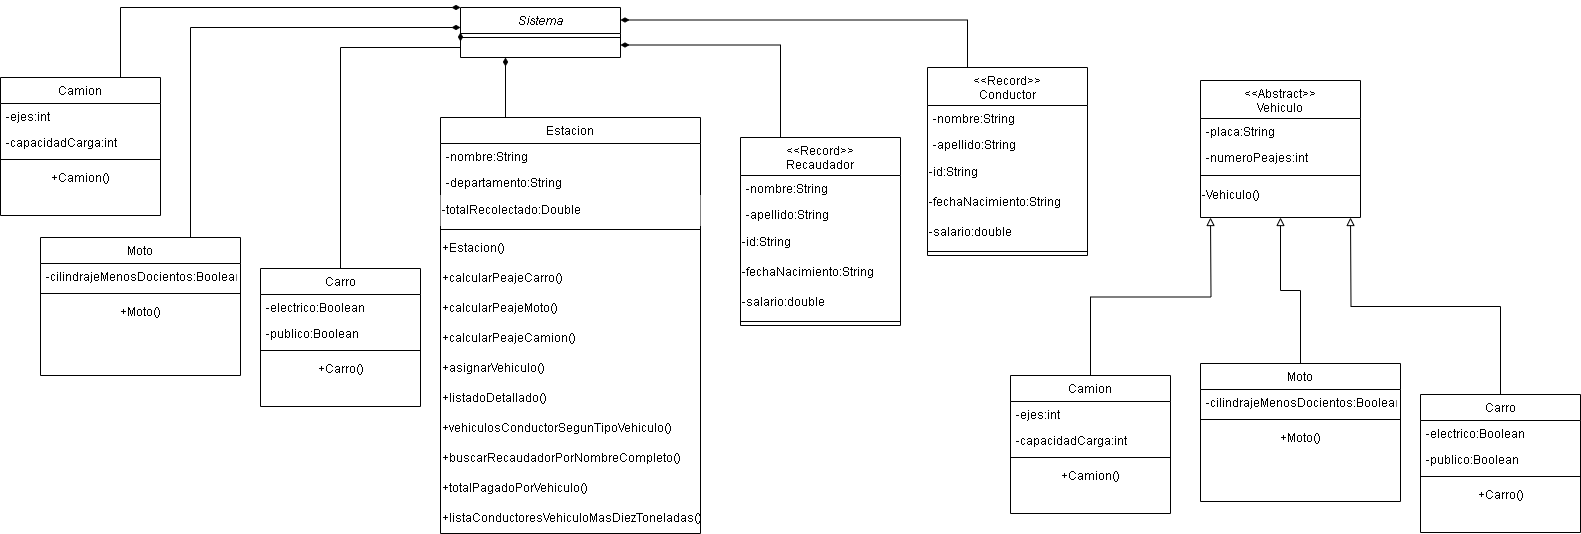 Sistema
Camion
-ejes:int
-capacidadCarga:int
+Camion()
Moto
-cilindrajeMenosDocientos:Boolean
+Moto()
Carro
-electrico:Boolean
-publico:Boolean
+Carro()
Estacion
-nombre:String
-departamento:String
-totalRecolectado:Double
+Estacion()
+calcularPeajeCarro()
+calcularPeajeMoto()
+calcularPeajeCamion()
+asignarVehiculo()
+listadoDetallado()
+vehiculosConductorSegunTipoVehiculo()
+buscarRecaudadorPorNombreCompleto()
+totalPagadoPorVehiculo()
+listaConductoresVehiculoMasDiezToneladas()
<<Record>>
Recaudador
-nombre:String
-apellido:String
-id:String
-fechaNacimiento:String
-salario:double
<<Record>>
Conductor
-nombre:String
-apellido:String
-id:String
-fechaNacimiento:String
-salario:double
<<Abstract>>
Vehiculo
-placa:String
-numeroPeajes:int
-Vehiculo()
Camion
-ejes:int
-capacidadCarga:int
+Camion()
Moto
-cilindrajeMenosDocientos:Boolean
+Moto()
Carro
-electrico:Boolean
-publico:Boolean
+Carro()